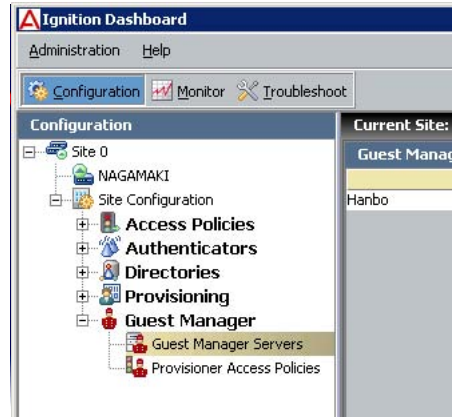 Ignition Dashboard
Administration Help
Configuration Monitor Troubleshoot
Configuration
Current Site:
Site 0
Guest Manag
NAGAMAKI
Site Configuration
Hanbo
Access Policies
Authenticators
Directories
Provisioning
Guest Manager
Guest Manager Servers
Provisioner Access Policies